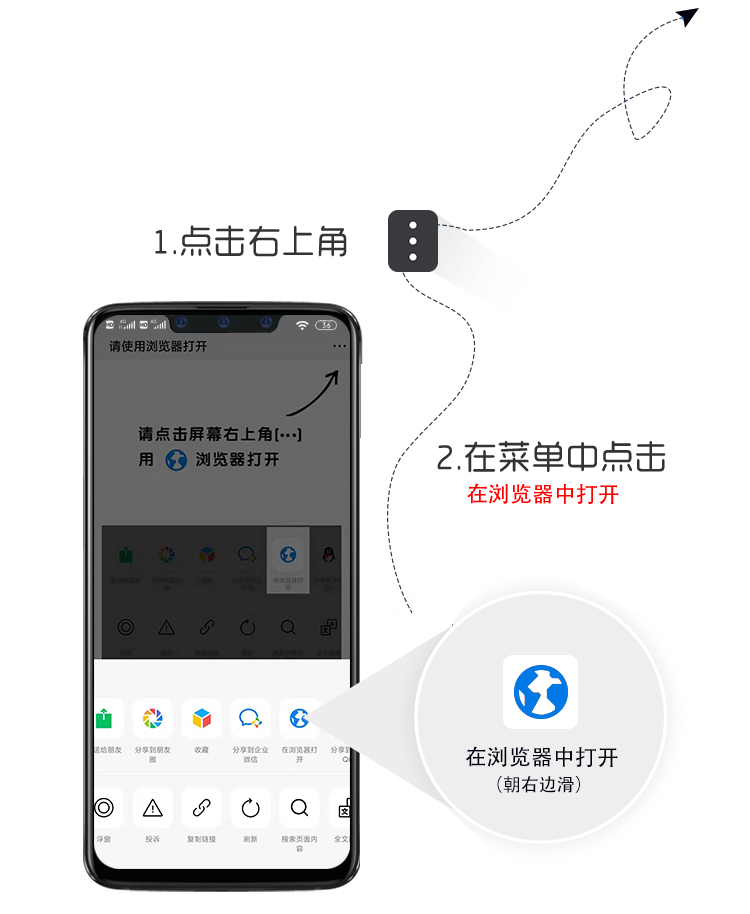 1.点击右上角
4G
4G
36
请使用浏览器打开
请点击屏幕右上角[···]
用 浏览器打开
2.在菜单中点击
在浏览器中打开
在浏览器中打开
(朝右边滑)
送给朋友
分享到朋友
圈
收藏
分享到企业
微信
在浏览器打
开
分享到
QQ
浮窗
投诉
复制链接
刷新
搜索页面内
容
全文